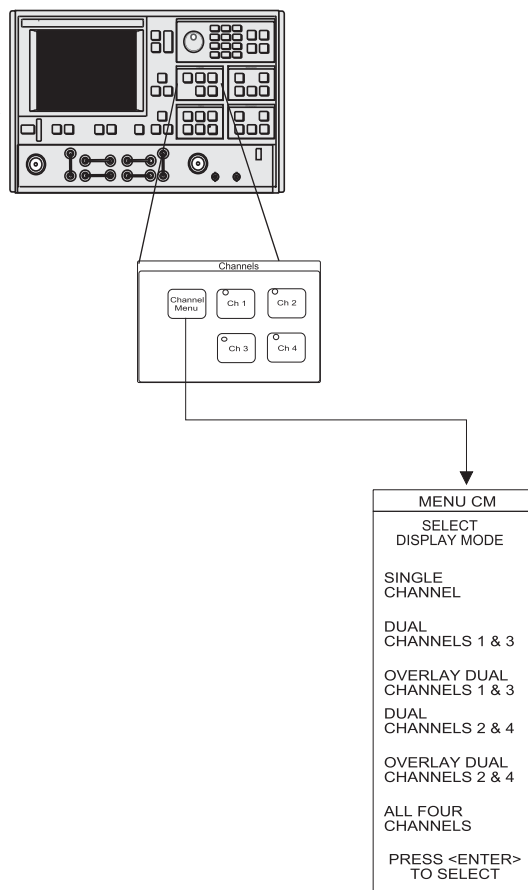 Channels
Channel
Menu
Ch 1
Ch 2
Ch 3
Ch 4
MENU CM
SELECT
DISPLAY MODE
SINGLE
CHANNEL
DUAL
CHANNELS 1 & 3
OVERLAY DUAL
CHANNELS 1 & 3
DUAL
CHANNELS 2 & 4
OVERLAY DUAL
CHANNELS 2 & 4
ALL FOUR
CHANNELS
PRESS <ENTER>
TO SELECT